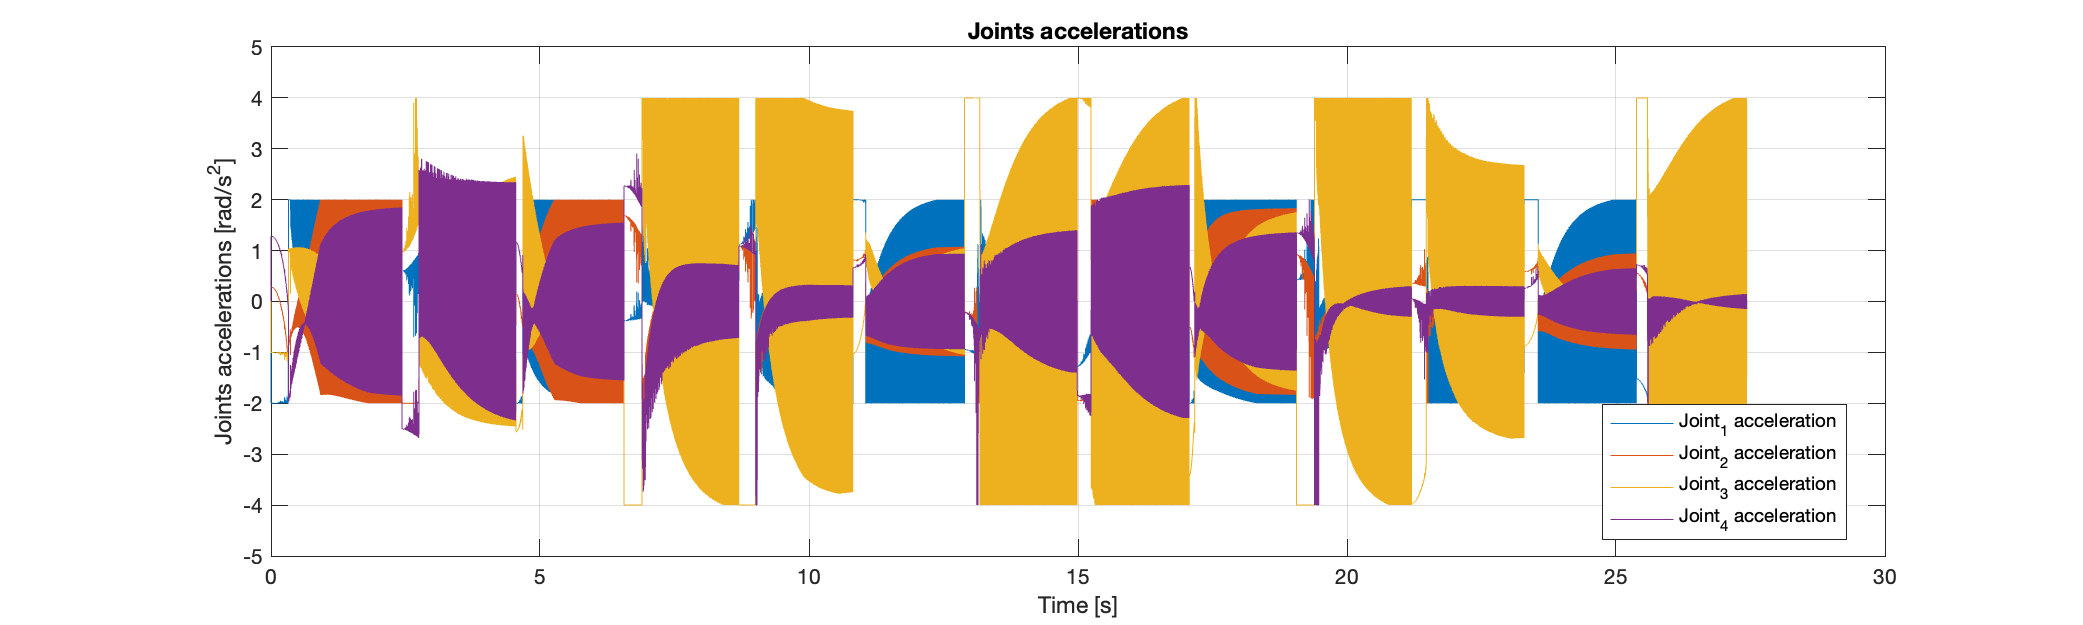 Joints accelerations
Joints accelerations [rad/s²]
5
4
3
2
1
0
-1
-2
-3
-4
-5
0 5 10 15 20 25 30
Time [s]
Joint₁ acceleration
Joint₂ acceleration
Joint₃ acceleration
Joint₄ acceleration